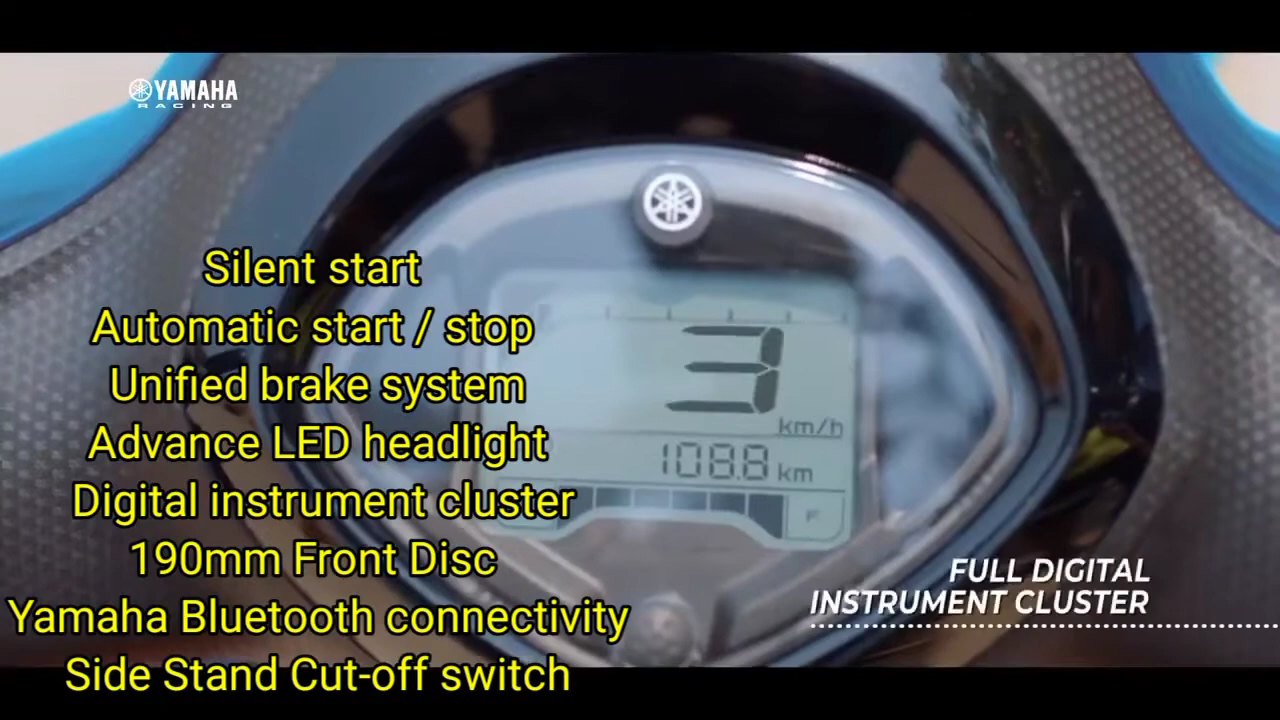 YAMAHA
RACING
Silent start
Automatic start / stop
Unified brake system
Advance LED headlight
Digital instrument cluster
190mm Front Disc
Yamaha Bluetooth connectivity
Side Stand Cut-off switch
3
km/h
108.8 km
F
FULL DIGITAL
INSTRUMENT CLUSTER